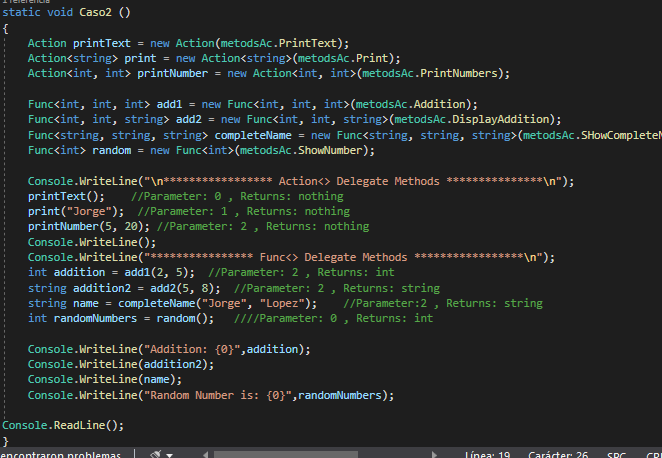 1 referencia
static void Caso2 ()
{
Action printText = new Action(metodsAc.PrintText);
Action<string> print = new Action<string>(metodsAc.Print);
Action<int, int> printNumber = new Action<int, int>(metodsAc.PrintNumbers);
Func<int, int, int> add1 = new Func<int, int, int>(metodsAc.Addition);
Func<int, int, string> add2 = new Func<int, int, string>(metodsAc.DisplayAddition);
Func<string, string, string> completeName = new Func<string, string, string>(metodsAc.SHowCompleteN
Func<int> random = new Func<int>(metodsAc.ShowNumber);
Console.WriteLine("\n***************** Action<> Delegate Methods ***************\n");
printText();    //Parameter: 0 , Returns: nothing
print("Jorge");  //Parameter: 1 , Returns: nothing
printNumber(5, 20); //Parameter: 2 , Returns: nothing
Console.WriteLine();
Console.WriteLine("**************** Func<> Delegate Methods *****************\n");
int addition = add1(2, 5);  //Parameter: 2 , Returns: int
string addition2 = add2(5, 8);  //Parameter: 2 , Returns: string
string name = completeName("Jorge", "Lopez");    //Parameter:2 , Returns: string
int randomNumbers = random();   ////Parameter: 0 , Returns: int
Console.WriteLine("Addition: {0}",addition);
Console.WriteLine(addition2);
Console.WriteLine(name);
Console.WriteLine("Random Number is: {0}",randomNumbers);
Console.ReadLine();
}
encontraron problemas Línea: 19 Carácter: 26 SPC